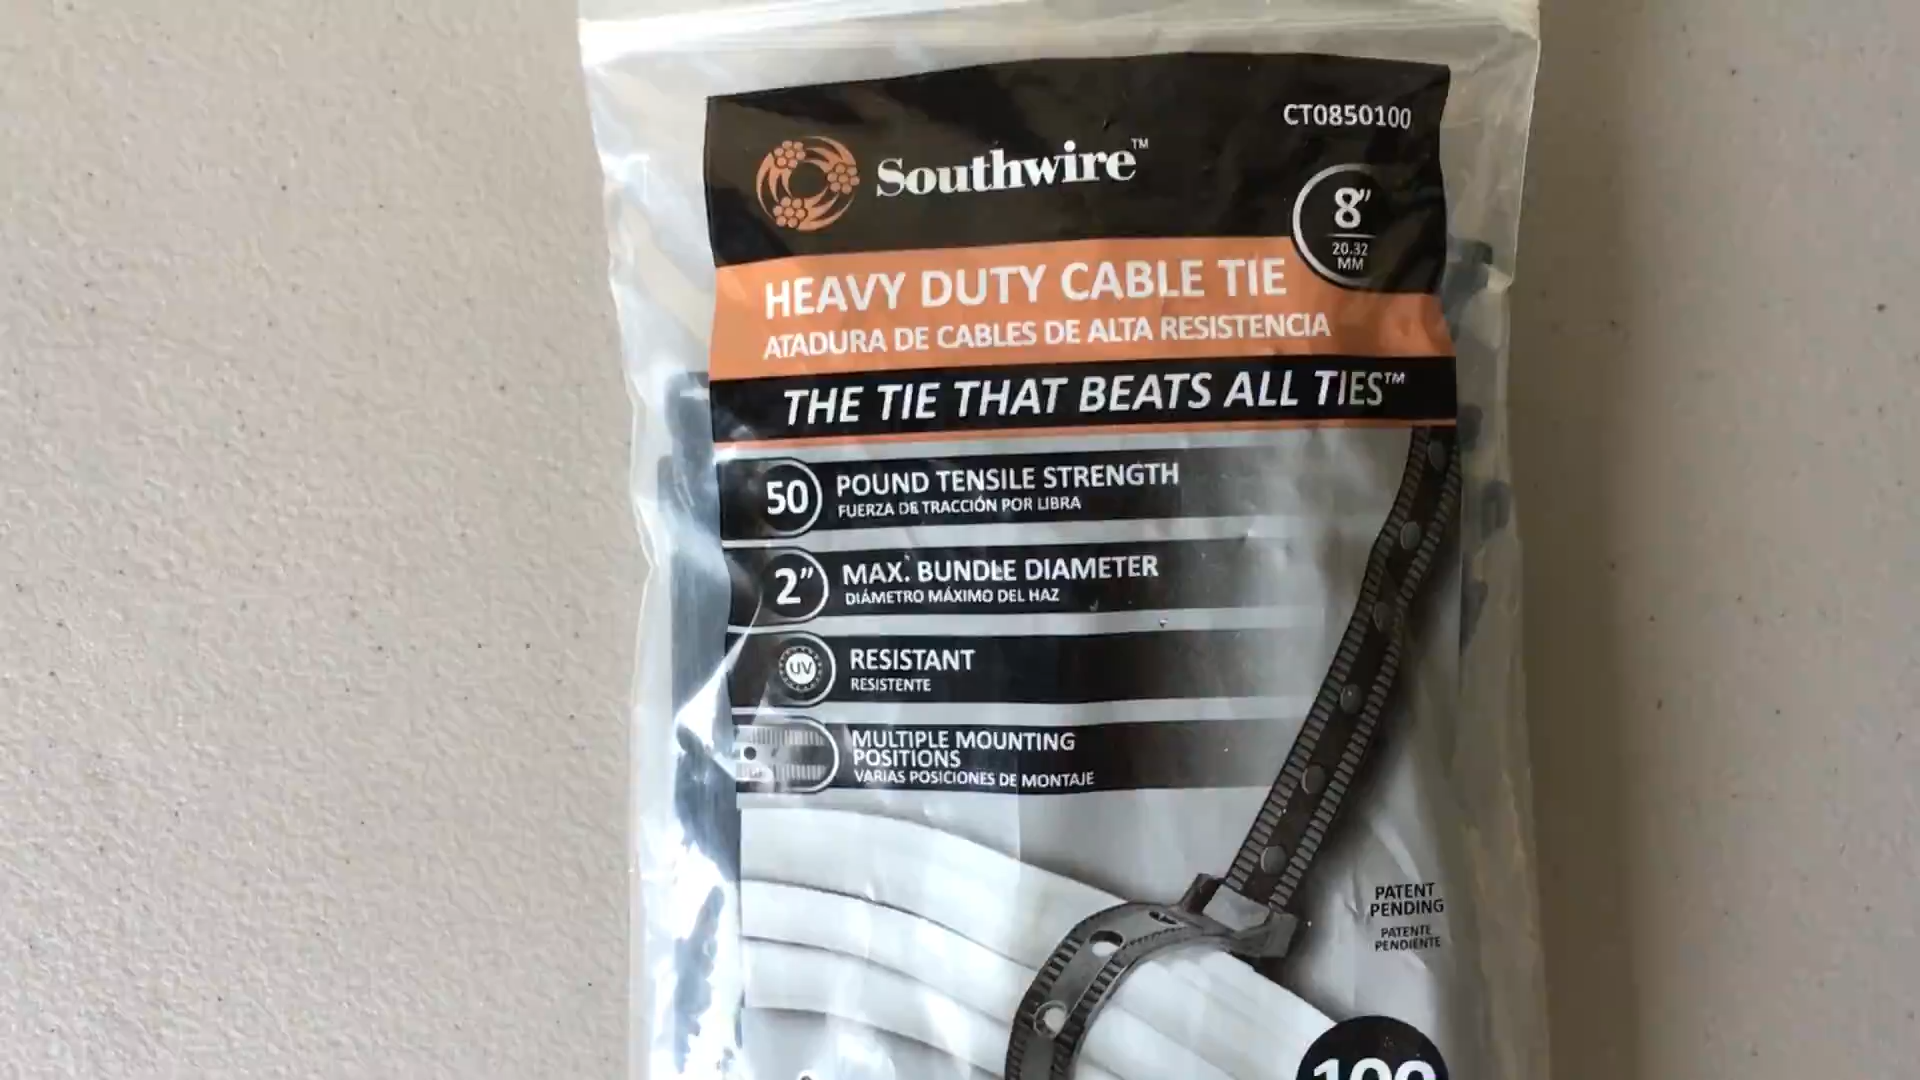 CT0850100
Southwire™
8"
20.32
MM
HEAVY DUTY CABLE TIE
ATADURA DE CABLES DE ALTA RESISTENCIA
THE TIE THAT BEATS ALL TIES™
50 POUND TENSILE STRENGTH
FUERZA DE TRACCIÓN POR LIBRA
2" MAX. BUNDLE DIAMETER
DIÁMETRO MÁXIMO DEL HAZ
UV RESISTANT
RESISTENTE
MULTIPLE MOUNTING
POSITIONS
VARIAS POSICIONES DE MONTAJE
PATENT
PENDING
PATENTE
PENDIENTE
100